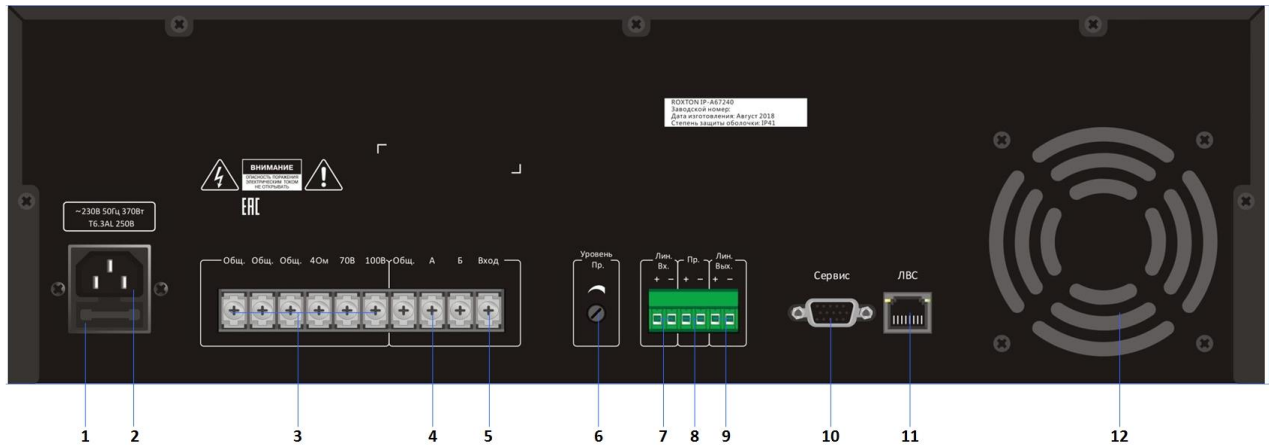 ROXTON IP-A67240
Заводской номер:
Дата изготовления: Август 2018
Степень защиты оболочки: IP41
ВНИМАНИЕ
ОПАСНОСТЬ ПОРАЖЕНИЯ
ЭЛЕКТРИЧЕСКИМ ТОКОМ
НЕ ОТКРЫВАТЬ
EAC
~230В 50Гц 370Вт
T6.3AL 250В
Общ. Общ. Общ. 4Ом 70В 100В Общ. А Б Вход
Уровень
Пр.
Лин. Вх.
+ −
Пр.
+ −
Лин. Вых.
+ −
Сервис
ЛВС
1 2 3 4 5 6 7 8 9 10 11 12